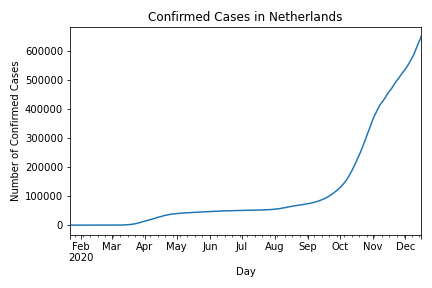 Confirmed Cases in Netherlands
Number of Confirmed Cases
600000
500000
400000
300000
200000
100000
0
Feb Mar Apr May Jun Jul Aug Sep Oct Nov Dec
2020
Day